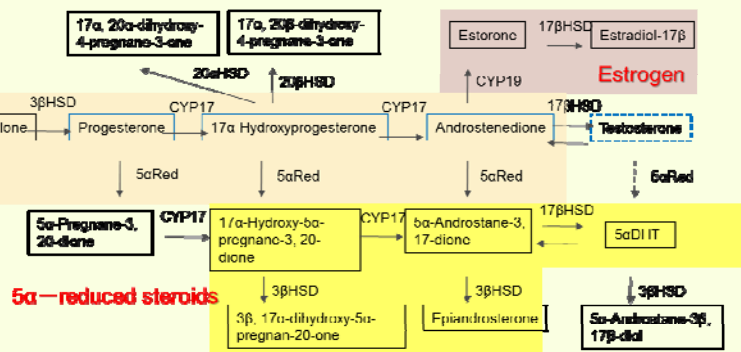 17α, 20α-dihydroxy-
4-pregnane-3-one
17α, 20β-dihydroxy-
4-pregnane-3-one
Estorone
17βHSD
Estradiol-17β
Estrogen
20αHSD
20βHSD
CYP19
3βHSD
CYP17
CYP17
17βHSD
lone
Progesterone
17α Hydroxyprogesterone
Androstenedione
Testosterone
5αRed
5αRed
5αRed
5αRed
5α-Pregnane-3,
20-dione
CYP17
17α-Hydroxy-5α-
pregnane-3, 20-
dione
CYP17
5α-Androstane-3,
17-dione
17βHSD
5αDHT
5α—reduced steroids
3βHSD
3βHSD
3βHSD
3β, 17α-dihydroxy-5α-
pregnan-20-one
Epiandrosterone
5α-Androstane-3β,
17β-diol